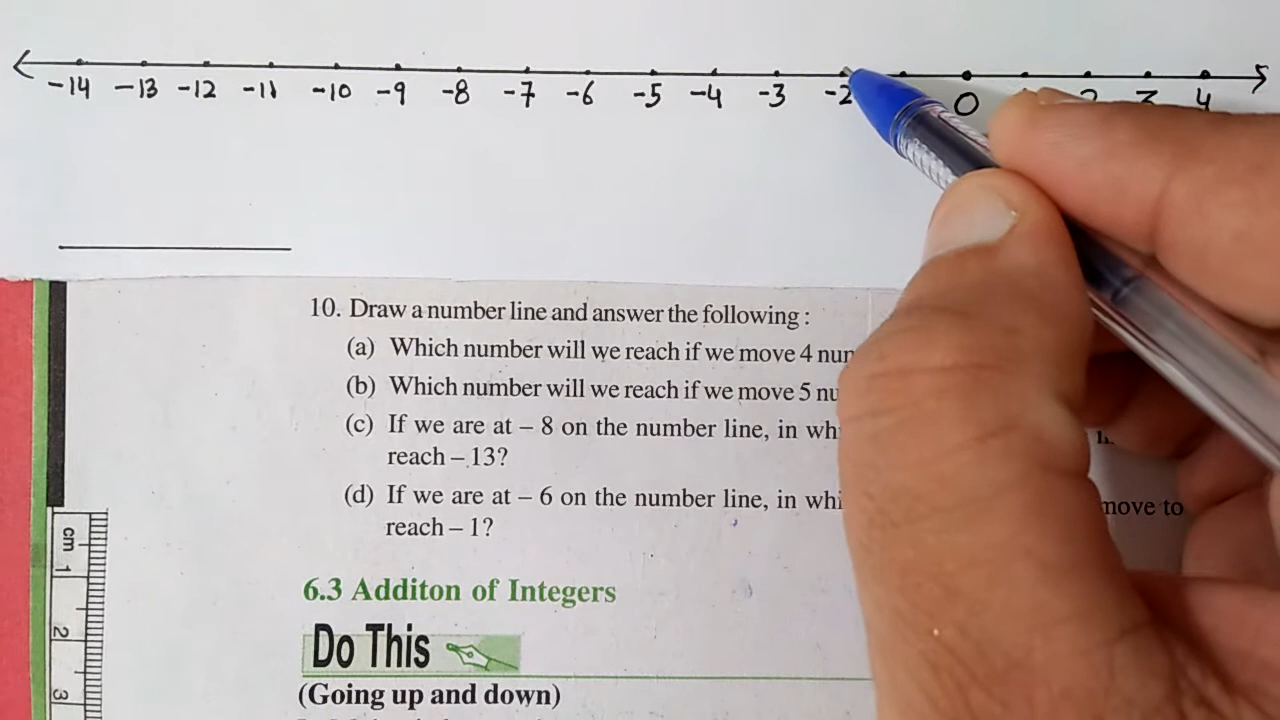 -14 -13 -12 -11 -10 -9 -8 -7 -6 -5 -4 -3 -2 0 2 3 4
10. Draw a number line and answer the following :
(a) Which number will we reach if we move 4
(b) Which number will we reach if we move 5
(c) If we are at – 8 on the number line, in
reach – 13?
(d) If we are at – 6 on the number line, in
move to
reach – 1?
6.3 Additon of Integers
Do This
(Going up and down)
cm 1
2
3